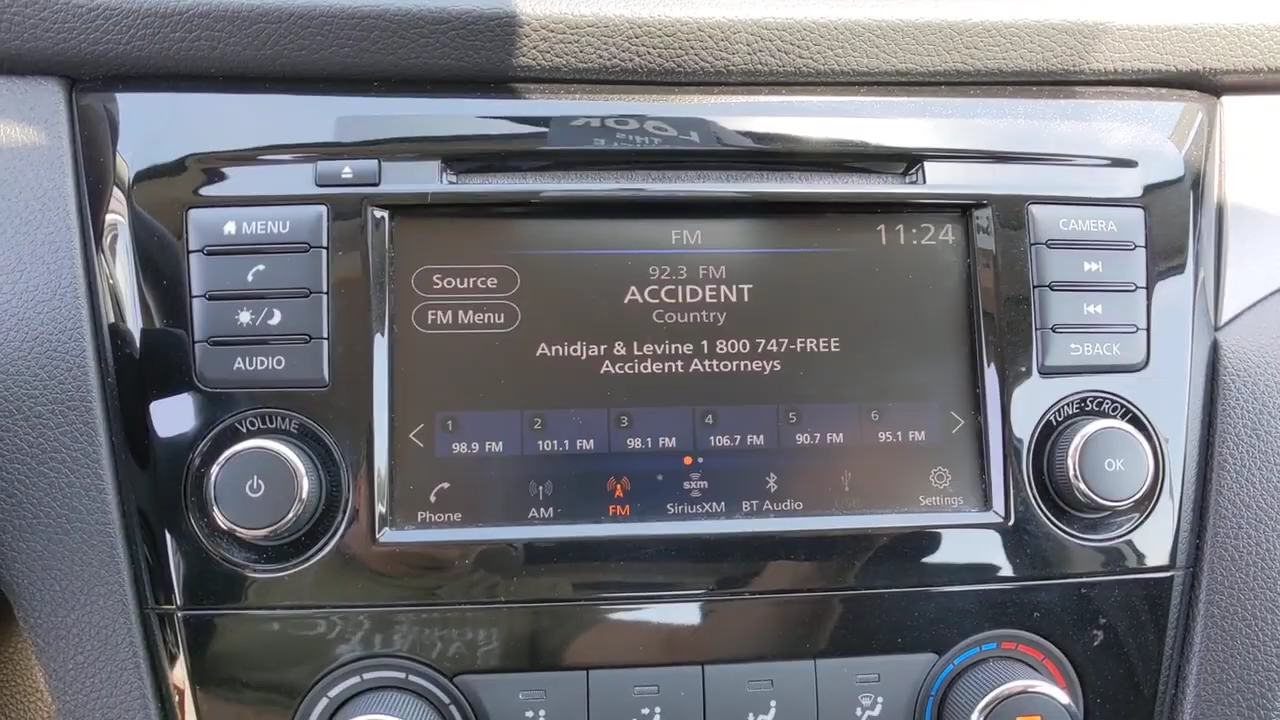 MENU
AUDIO
VOLUME
FM
11:24
Source
FM Menu
92.3 FM
ACCIDENT
Country
Anidjar & Levine 1 800 747-FREE
Accident Attorneys
1 98.9 FM
2 101.1 FM
3 98.1 FM
4 106.7 FM
5 90.7 FM
6 95.1 FM
Phone
AM
FM
sxm
SiriusXM
BT Audio
Settings
CAMERA
BACK
TUNE·SCROLL
OK